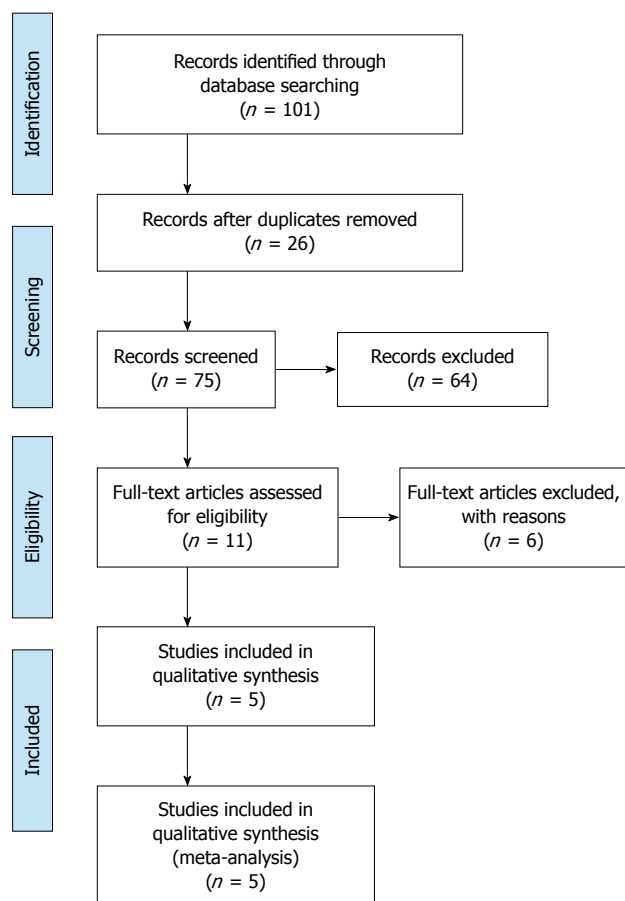 Identification
Records identified through
database searching
(n = 101)
Records after duplicates removed
(n = 26)
Screening
Records screened
(n = 75)
Records excluded
(n = 64)
Eligibility
Full-text articles assessed
for eligibility
(n = 11)
Full-text articles excluded,
with reasons
(n = 6)
Included
Studies included in
qualitative synthesis
(n = 5)
Studies included in
qualitative synthesis
(meta-analysis)
(n = 5)